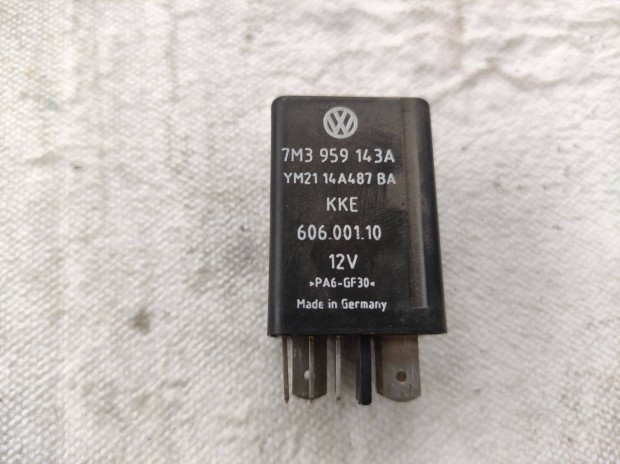 7M3 959 143A
YM21 14A487 BA
KKE
606.001.10
12V
»PA6-GF30«
Made in Germany